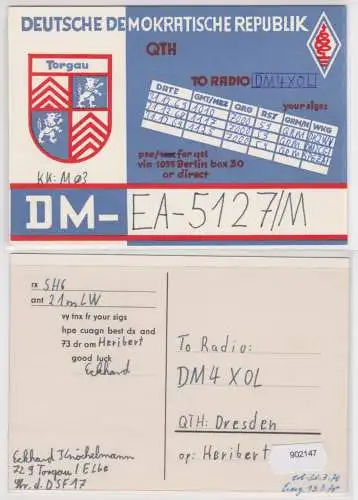 DEUTSCHE DEMOKRATISCHE REPUBLIK
Torgau
QTH
TO RADIO DM4XOL
your sigs
DATE GMT/MEZ QRG RST QRM/N WKG
pse/tnx for qsl
via 1055 Berlin box 30
or direct
KK: MØ3
DM-EA-5127/M
rx SH6
ant 21m LW
vy tnx fr your sigs
hpe cuagn best dx and
73 dr om Heribert
good luck
Eckhard
Eckhard Knöchelmann
729 Torgau / Elbe
Str. d. DSF 17
To Radio:
DM4XOL
QTH: Dresden
op: Heribert
902147